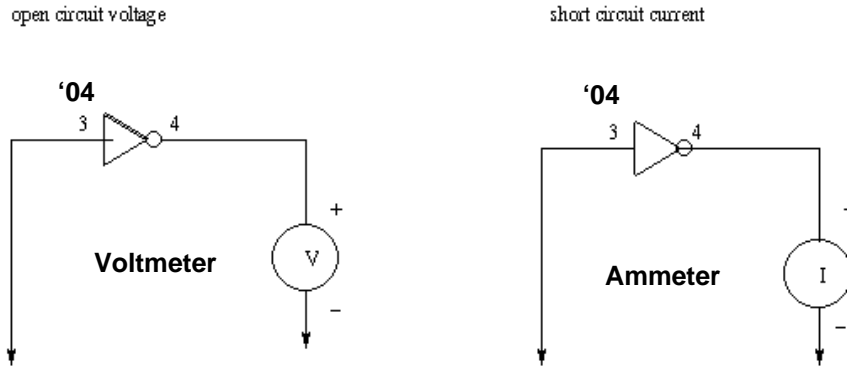 open circuit voltage
short circuit current
‘04
3
4
+
V
Voltmeter
−
‘04
3
4
+
I
Ammeter
−